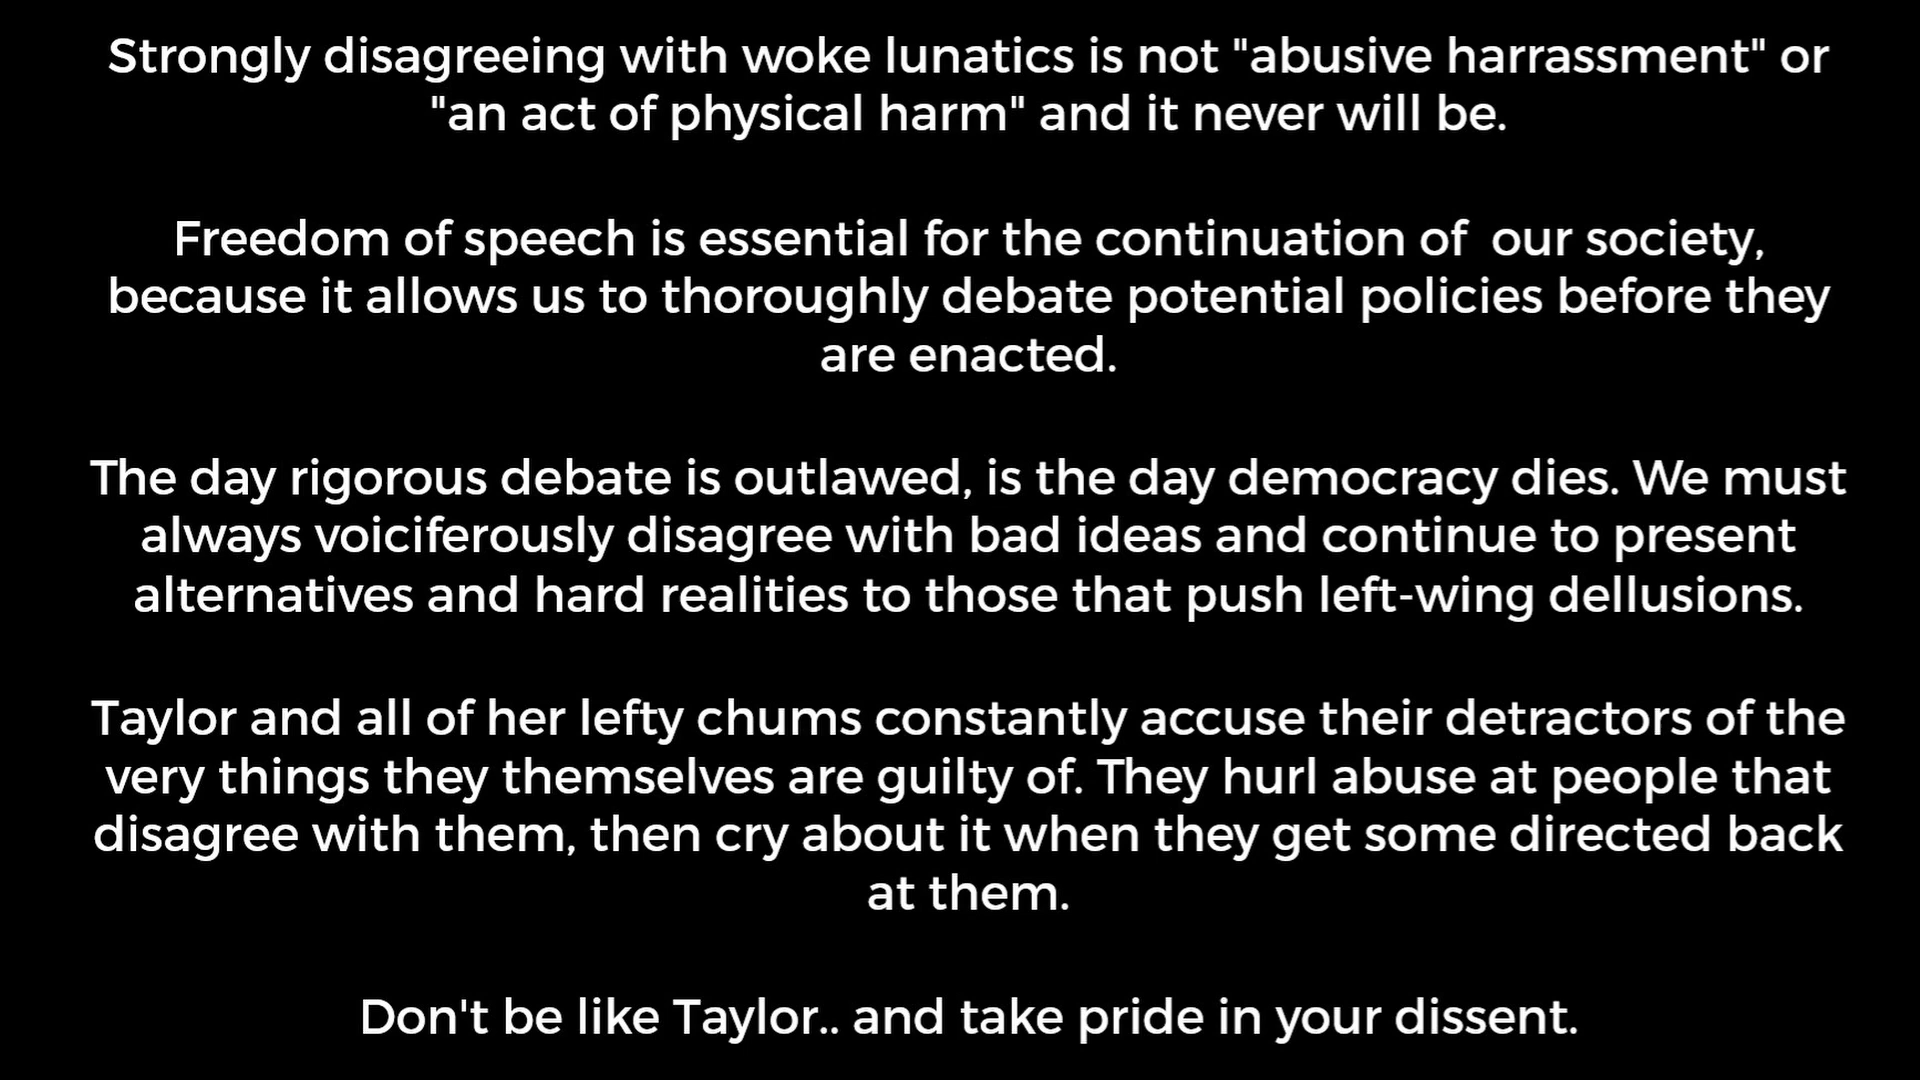 Strongly disagreeing with woke lunatics is not "abusive harrassment" or
"an act of physical harm" and it never will be.
Freedom of speech is essential for the continuation of  our society,
because it allows us to thoroughly debate potential policies before they
are enacted.
The day rigorous debate is outlawed, is the day democracy dies. We must
always voiciferously disagree with bad ideas and continue to present
alternatives and hard realities to those that push left-wing dellusions.
Taylor and all of her lefty chums constantly accuse their detractors of the
very things they themselves are guilty of. They hurl abuse at people that
disagree with them, then cry about it when they get some directed back
at them.
Don't be like Taylor.. and take pride in your dissent.